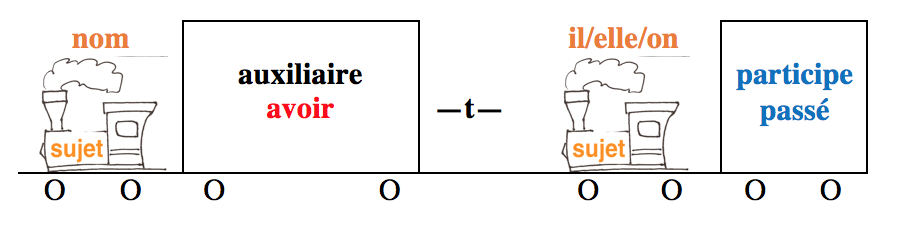 nom
sujet
auxiliaire
avoir
–t–
il/elle/on
sujet
participe
passé
O O O O O O O O